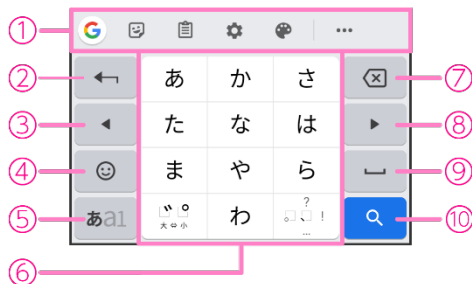 ① G ...
② あ か さ ⑦
③ た な は ⑧
④ ま や ら ⑨
⑤ あa1 ゛゜ わ 、。?! ⑩
大⇔小 ...
⑥